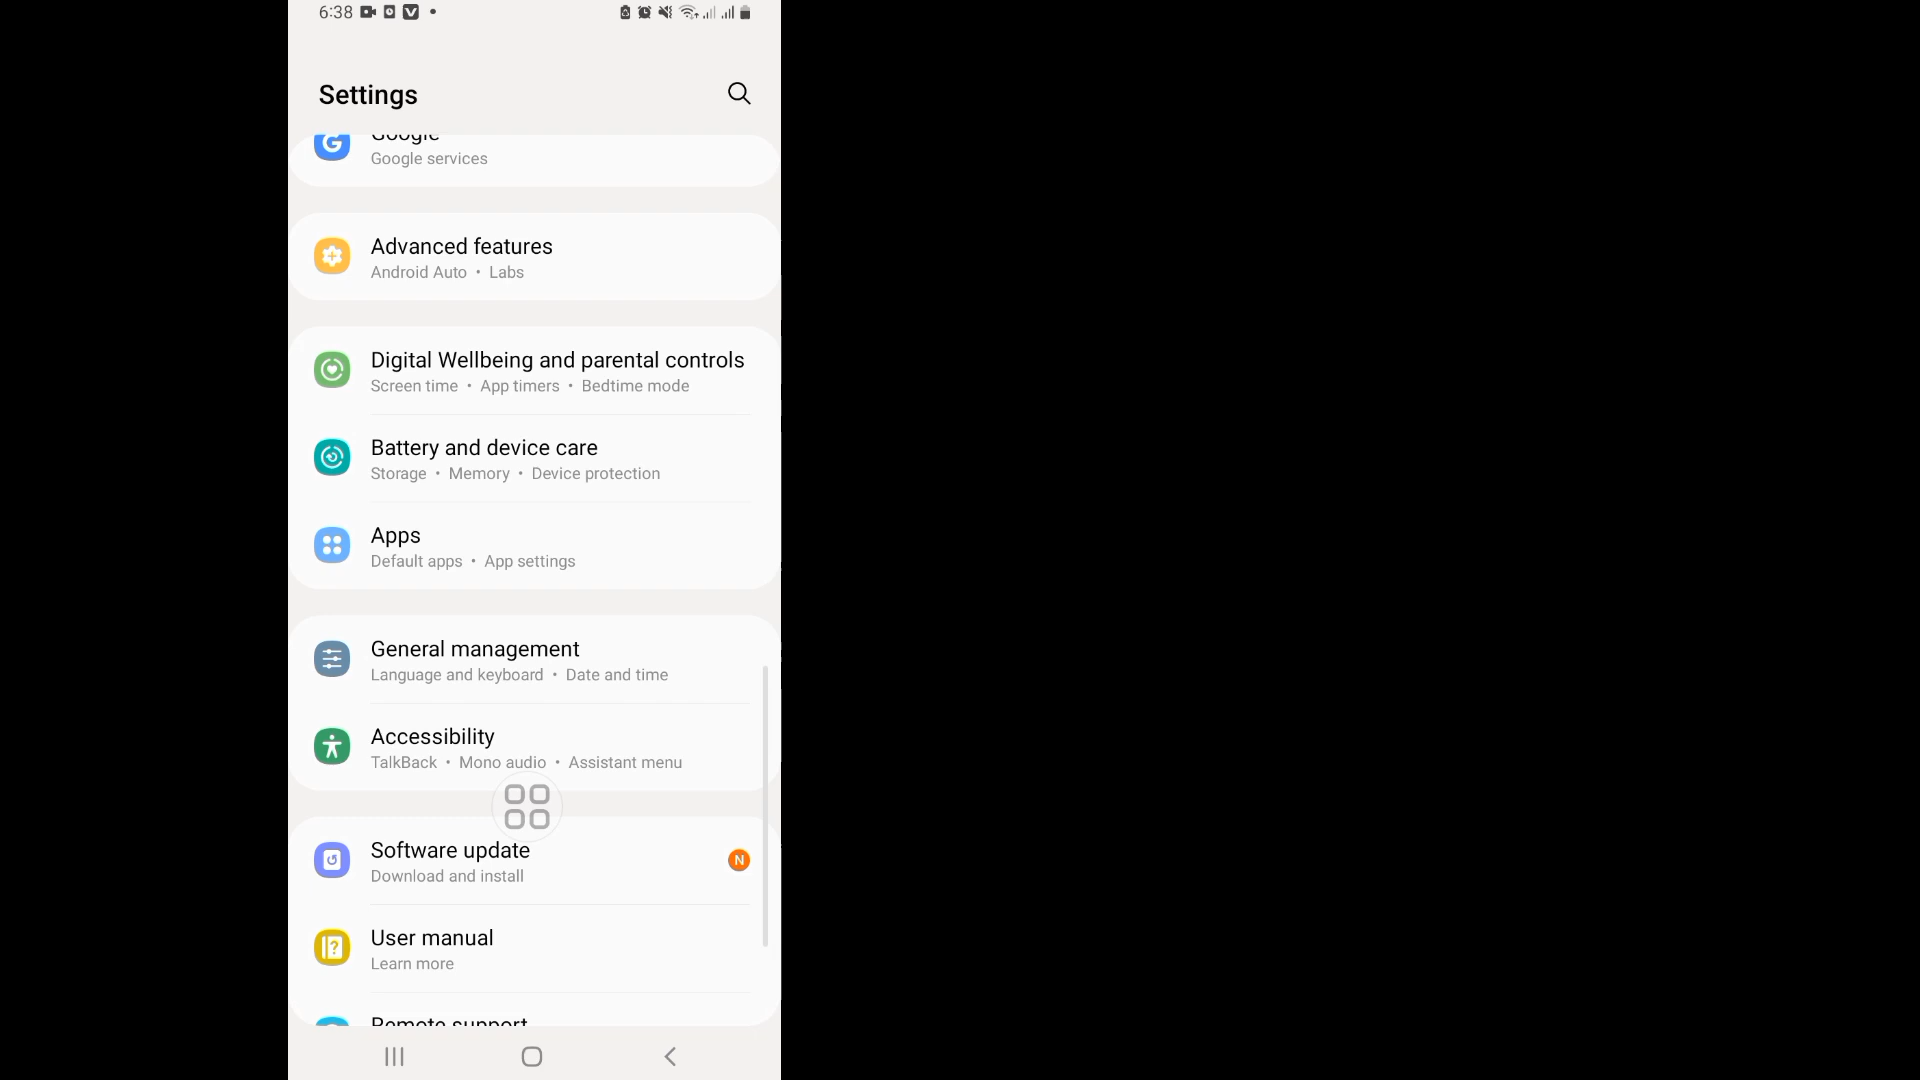 6:38
Settings
Google
Google services
Advanced features
Android Auto • Labs
Digital Wellbeing and parental controls
Screen time • App timers • Bedtime mode
Battery and device care
Storage • Memory • Device protection
Apps
Default apps • App settings
General management
Language and keyboard • Date and time
Accessibility
TalkBack • Mono audio • Assistant menu
Software update
N
Download and install
User manual
Learn more
Remote support